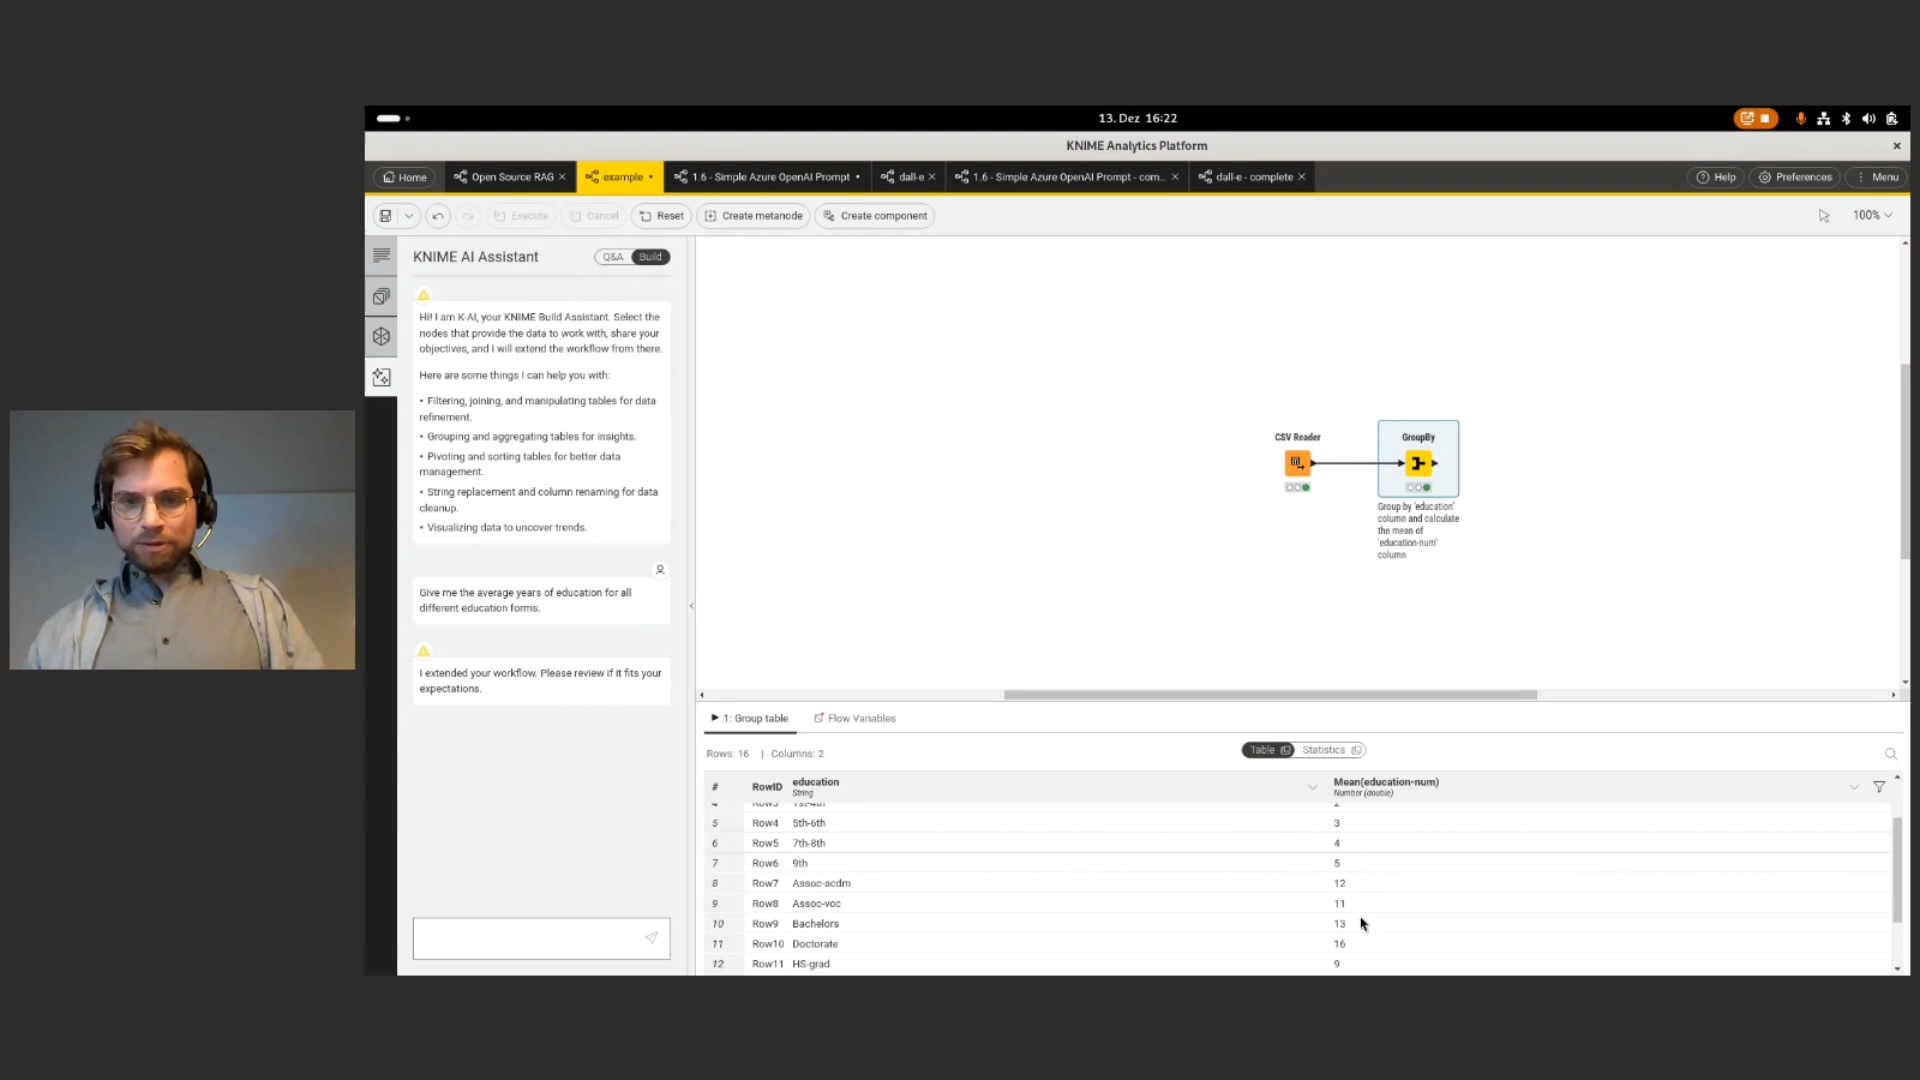 13. Dez 16:22
KNIME Analytics Platform
Home
Open Source RAG
example
1.6 - Simple Azure OpenAI Prompt
dall-e
1.6 - Simple Azure OpenAI Prompt - com...
dall-e - complete
Help
Preferences
Menu
Execute
Cancel
Reset
Create metanode
Create component
100%
KNIME AI Assistant
Q&A
Build
Hi! I am K-AI, your KNIME Build Assistant. Select the
nodes that provide the data to work with, share your
objectives, and I will extend the workflow from there.
Here are some things I can help you with:
• Filtering, joining, and manipulating tables for data
refinement.
• Grouping and aggregating tables for insights.
• Pivoting and sorting tables for better data
management.
• String replacement and column renaming for data
cleanup.
• Visualizing data to uncover trends.
Give me the average years of education for all
different education forms.
I extended your workflow. Please review if it fits your
expectations.
CSV Reader
GroupBy
Group by 'education'
column and calculate
the mean of
'education-num'
column
1: Group table
Flow Variables
Rows: 16 | Columns: 2
Table
Statistics
# RowID education Mean(education-num)
String Number (double)
5 Row4 5th-6th 3
6 Row5 7th-8th 4
7 Row6 9th 5
8 Row7 Assoc-acdm 12
9 Row8 Assoc-voc 11
10 Row9 Bachelors 13
11 Row10 Doctorate 16
12 Row11 HS-grad 9